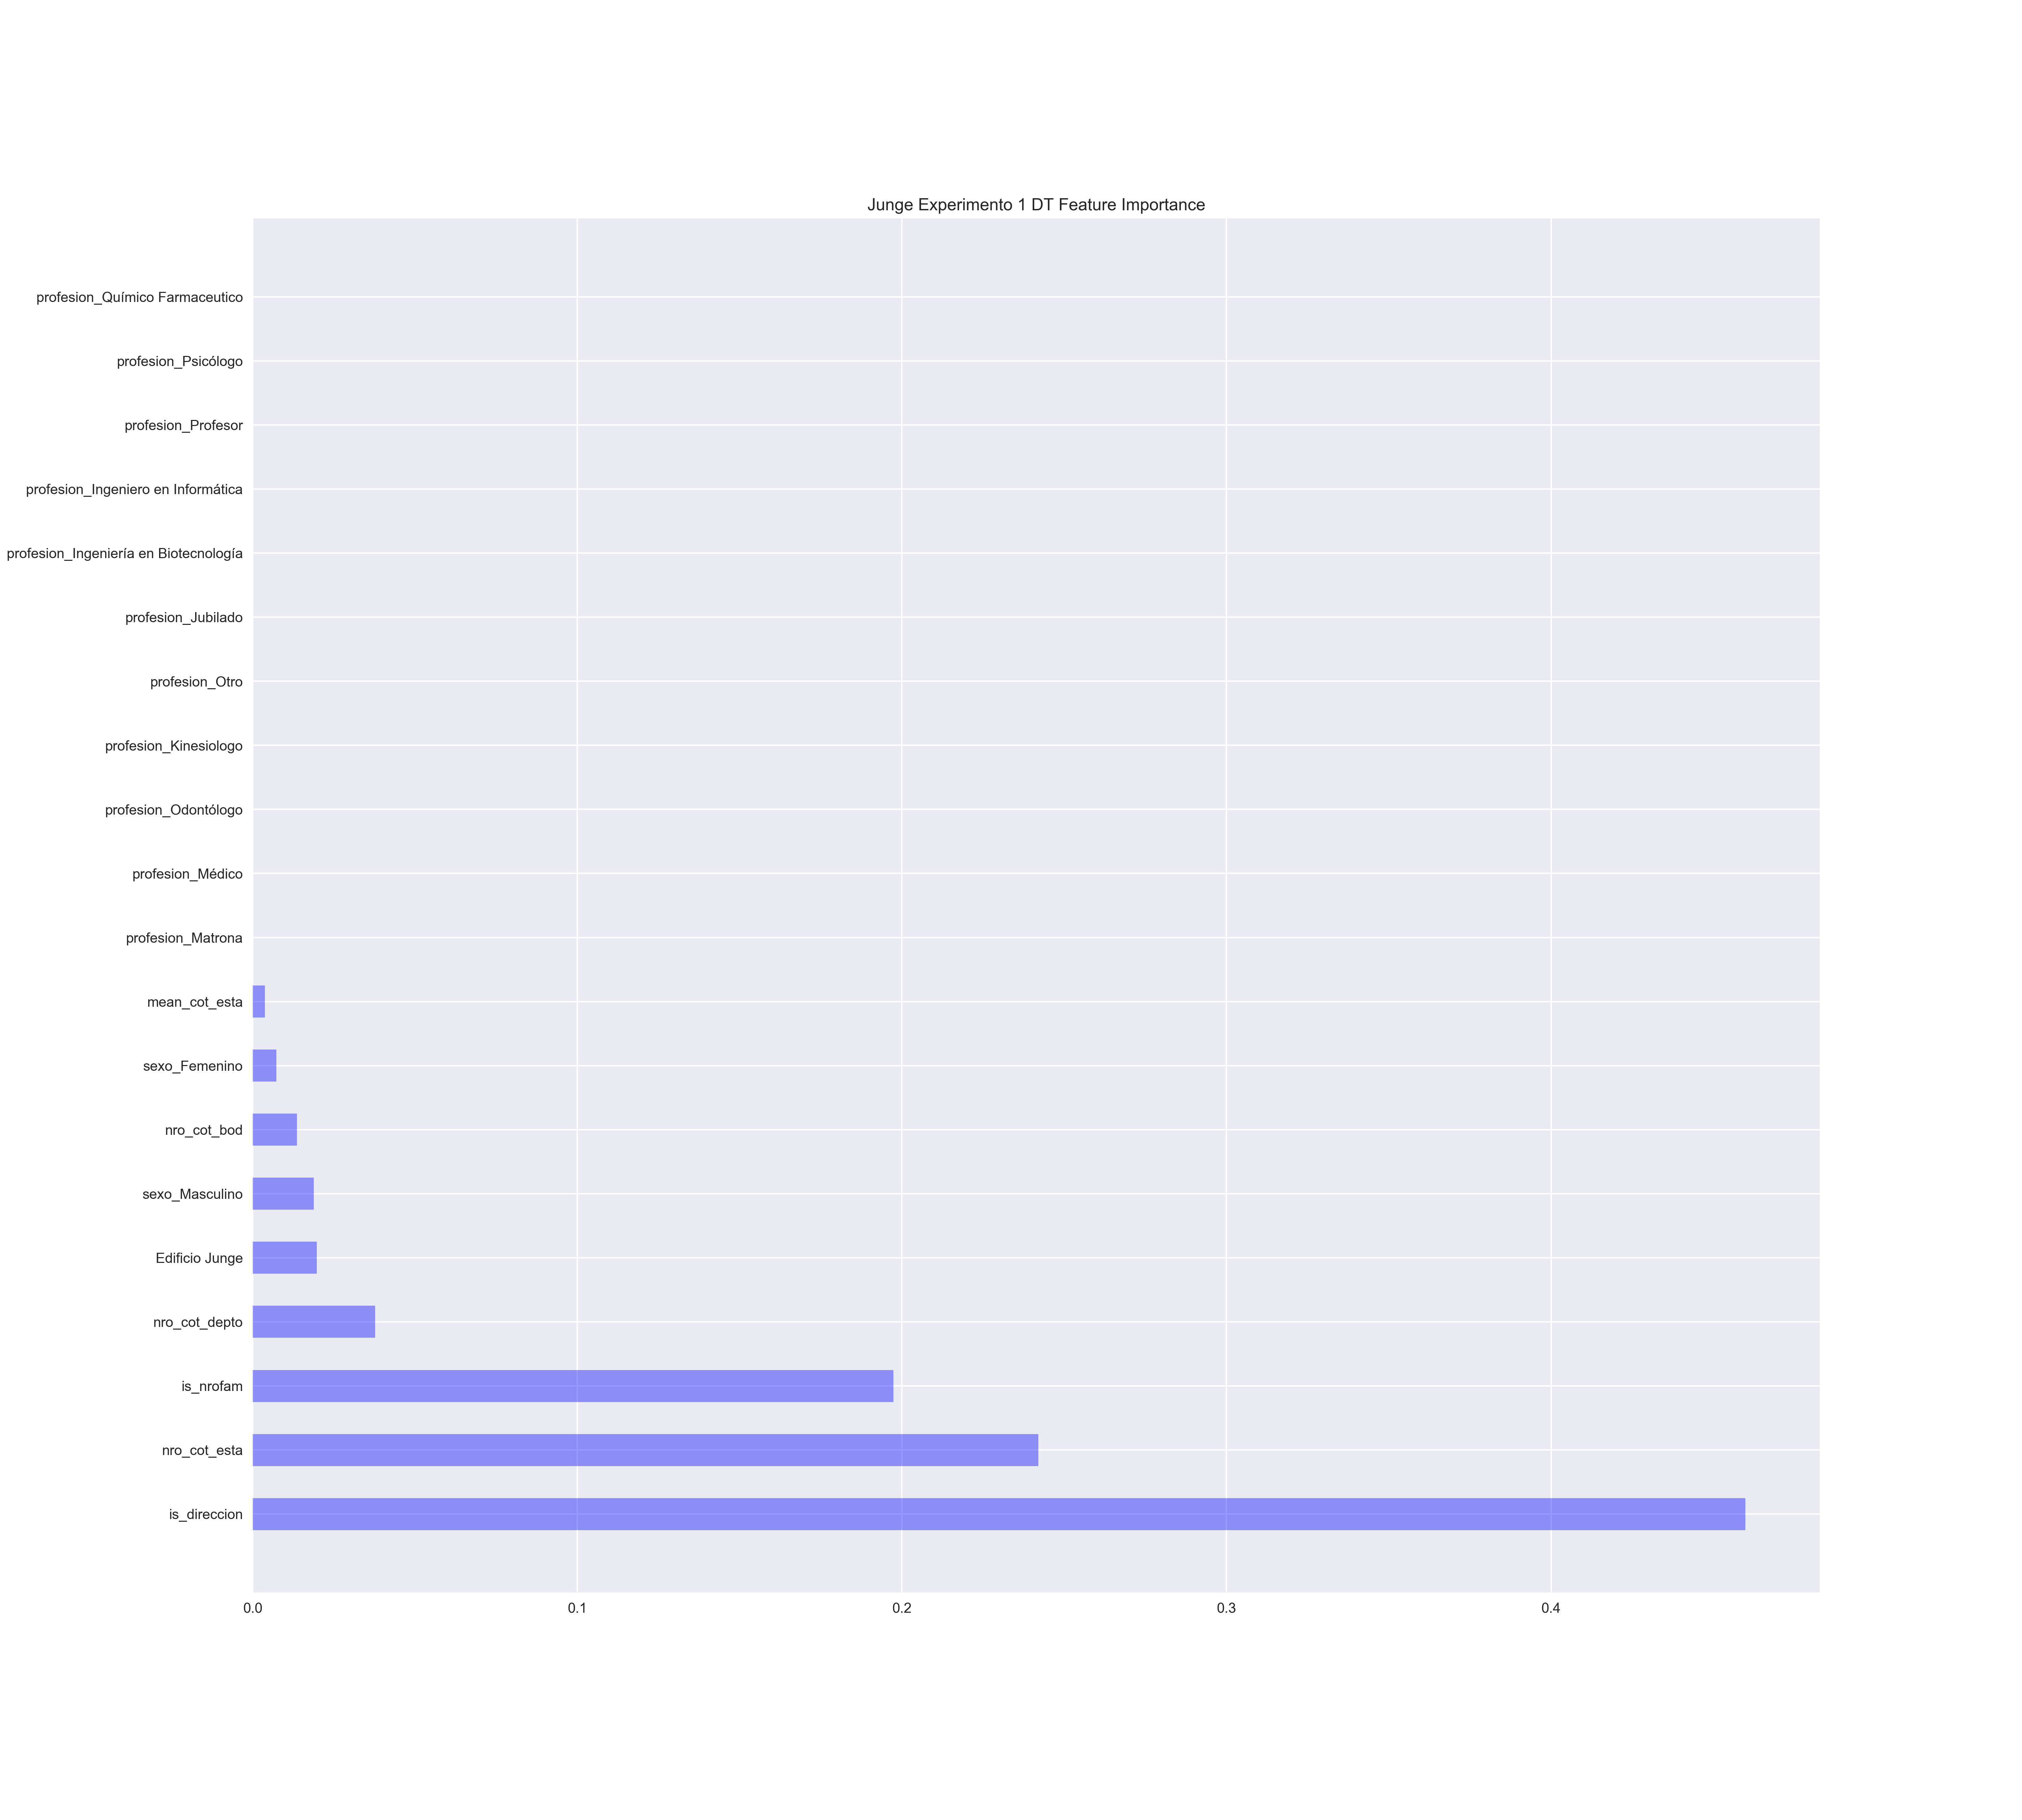 Junge Experimento 1 DT Feature Importance
profesion_Químico Farmaceutico
profesion_Psicólogo
profesion_Profesor
profesion_Ingeniero en Informática
profesion_Ingeniería en Biotecnología
profesion_Jubilado
profesion_Otro
profesion_Kinesiologo
profesion_Odontólogo
profesion_Médico
profesion_Matrona
mean_cot_esta
sexo_Femenino
nro_cot_bod
sexo_Masculino
Edificio Junge
nro_cot_depto
is_nrofam
nro_cot_esta
is_direccion
0.0 0.1 0.2 0.3 0.4